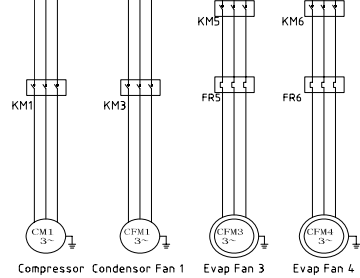 KM5 KM6
KM1 KM3 FR5 FR6
CM1 CFM1 CFM3 CFM4
3~ 3~ 3~ 3~
Compressor Condensor Fan 1 Evap Fan 3 Evap Fan 4